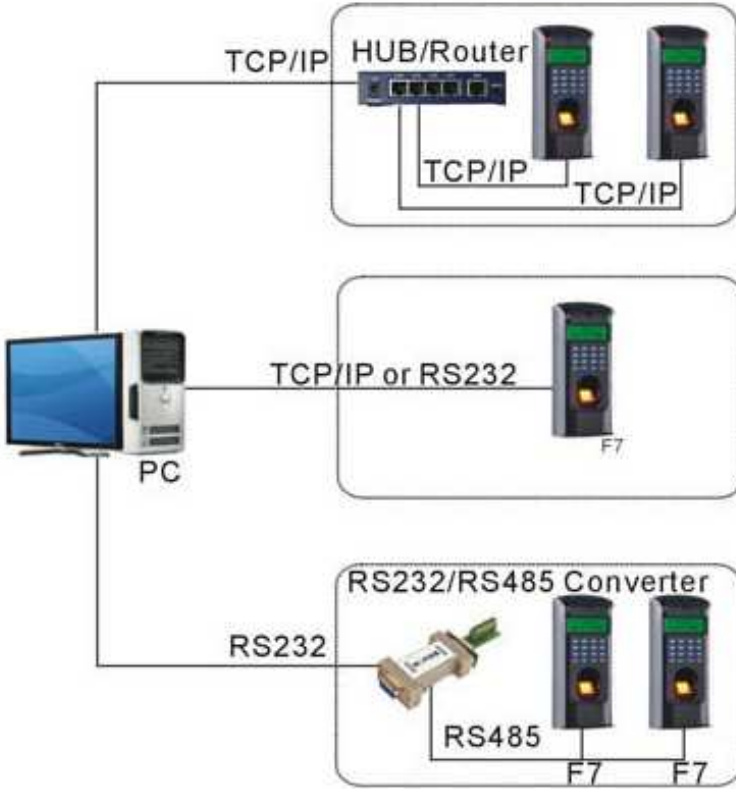 TCP/IP
HUB/Router
TCP/IP
TCP/IP
TCP/IP or RS232
F7
PC
RS232/RS485 Converter
RS232
RS485
F7
F7